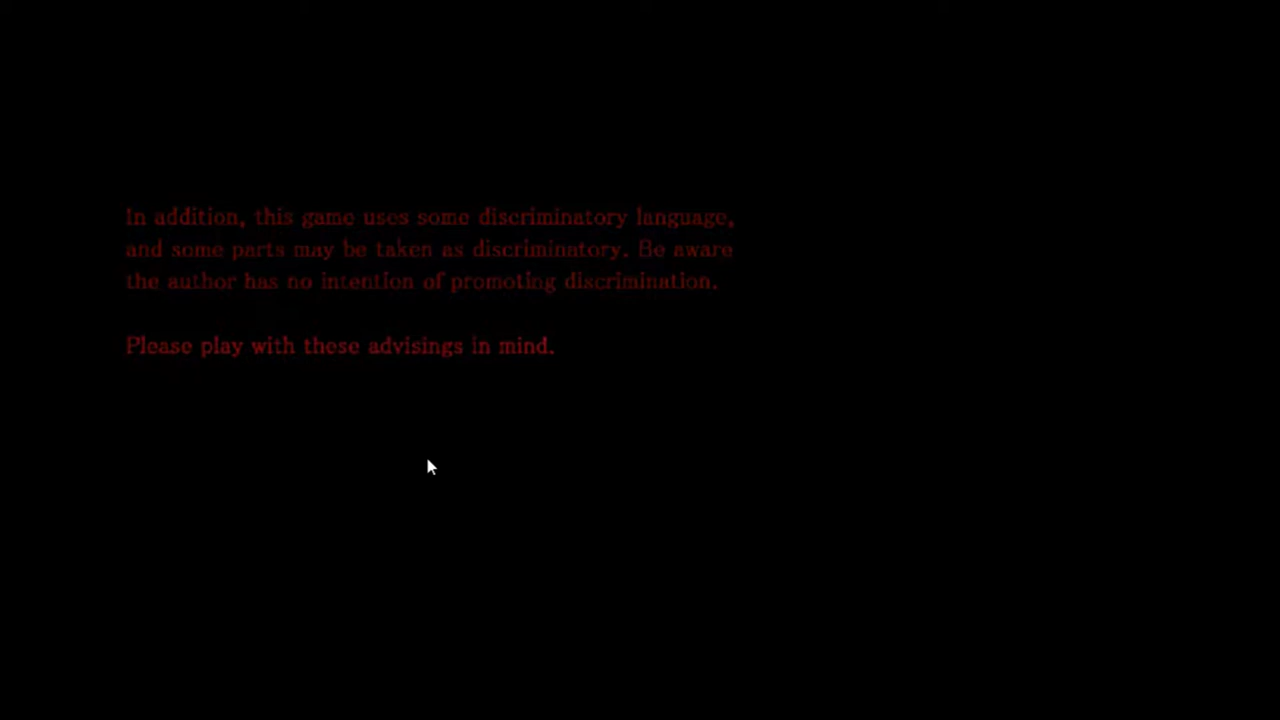 In addition, this game uses some discriminatory language,
and some parts may be taken as discriminatory. Be aware
the author has no intention of promoting discrimination.
Please play with these advisings in mind.